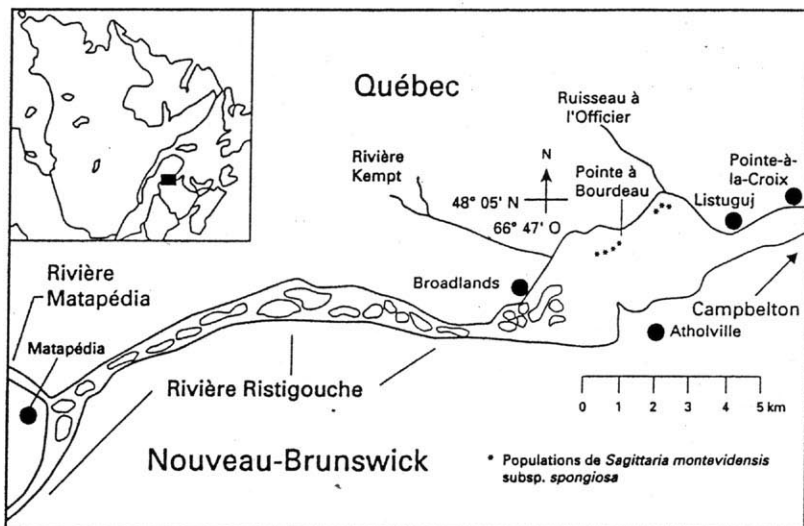 Québec
Ruisseau à
l'Officier
Rivière
Kempt
N
48° 05' N
66° 47' O
Pointe à
Bourdeau
Pointe-à-
la-Croix
Listuguj
Rivière
Matapédia
Broadlands
Campbelton
Matapédia
Atholville
Rivière Ristigouche
0 1 2 4 5 km
Nouveau-Brunswick
• Populations de Sagittaria montevidensis
subsp. spongiosa